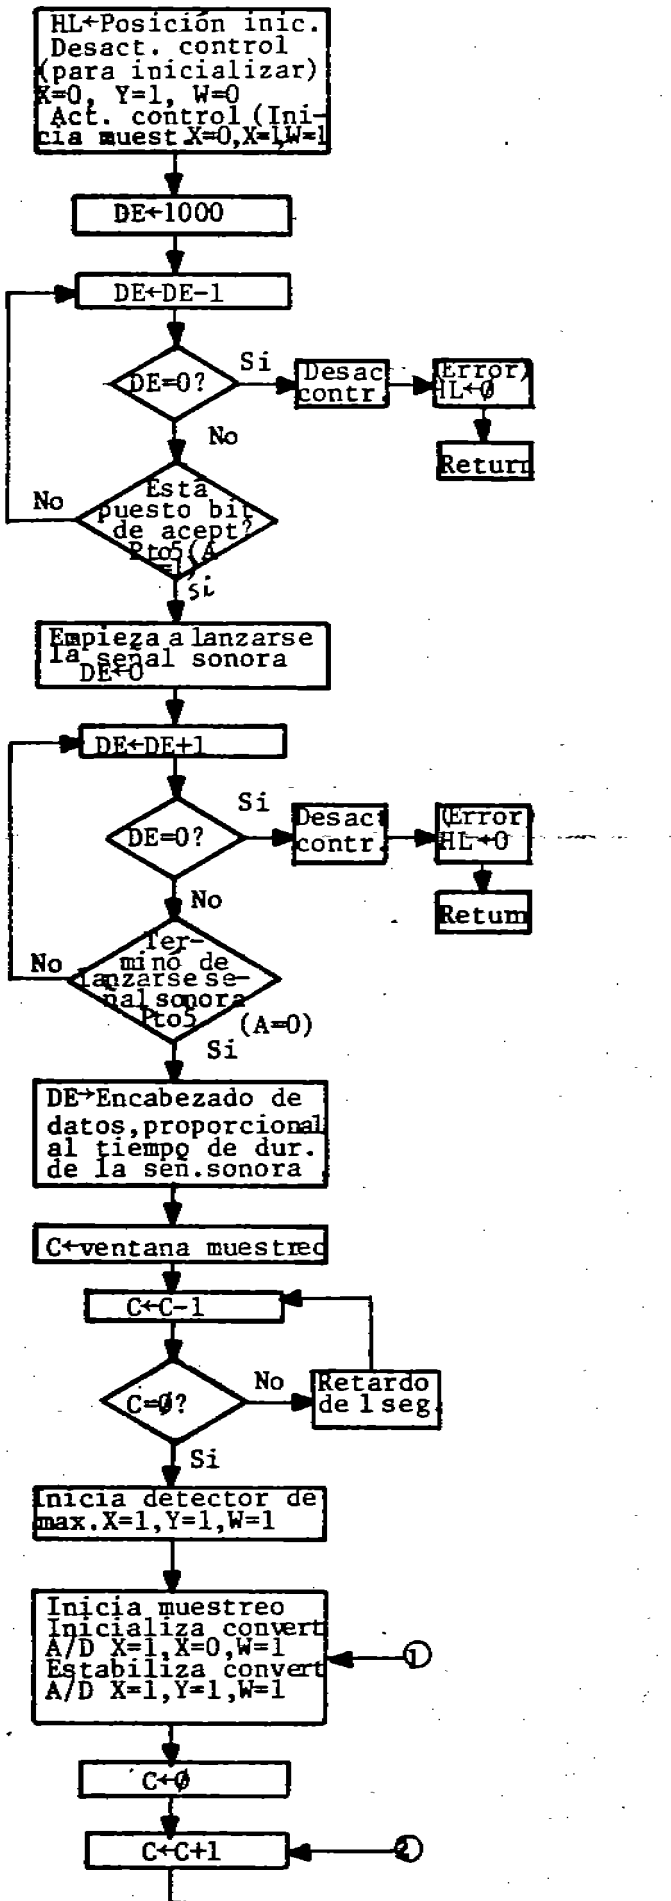 HL←Posición inic.
Desact. control
(para inicializar)
X=0, Y=1, W=0
Act. control (Ini-
cia muest.X=0,X=1,W=1
DE←1000
DE←DE-1
DE=0?
Si
Desac
contr.
(Error)
HL←Ø
Return
No
Está
puesto bit
de acept?
Pto5(A
=1)
No
Si
Empieza a lanzarse
la señal sonora
DE←0
DE←DE+1
DE=0?
Si
Desact
contr.
(Error
HL←0
Return
No
Ter-
minó de
lanzarse se-
ñal sonora
Pto5
(A=0)
No
Si
DE→Encabezado de
datos,proporcional
al tiempo de dur.
de la sen.sonora
C←ventana muestreo
C←C-1
C=Ø?
No
Retardo
de 1 seg.
Si
Inicia detector de
max.X=1,Y=1,W=1
Inicia muestreo
Inicializa convert
A/D X=1,X=0,W=1
Estabiliza convert
A/D X=1,Y=1,W=1
1
C←Ø
C←C+1
2